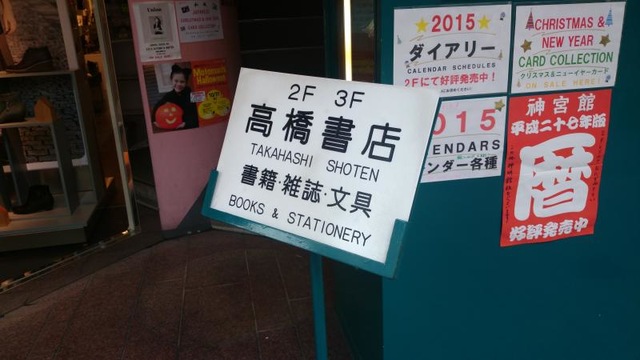 2F 3F
高橋書店
TAKAHASHI SHOTEN
書籍・雑誌・文具
BOOKS & STATIONERY
2015
ダイアリー
CALENDAR SCHEDULES
2Fにて好評発売中!
CHRISTMAS &
NEW YEAR
CARD COLLECTION
クリスマス&ニューイヤーカード
ON SALE HERE!
015
ENDARS
ンダー各種
神宮館
平成二十七年版
暦
好評発売中